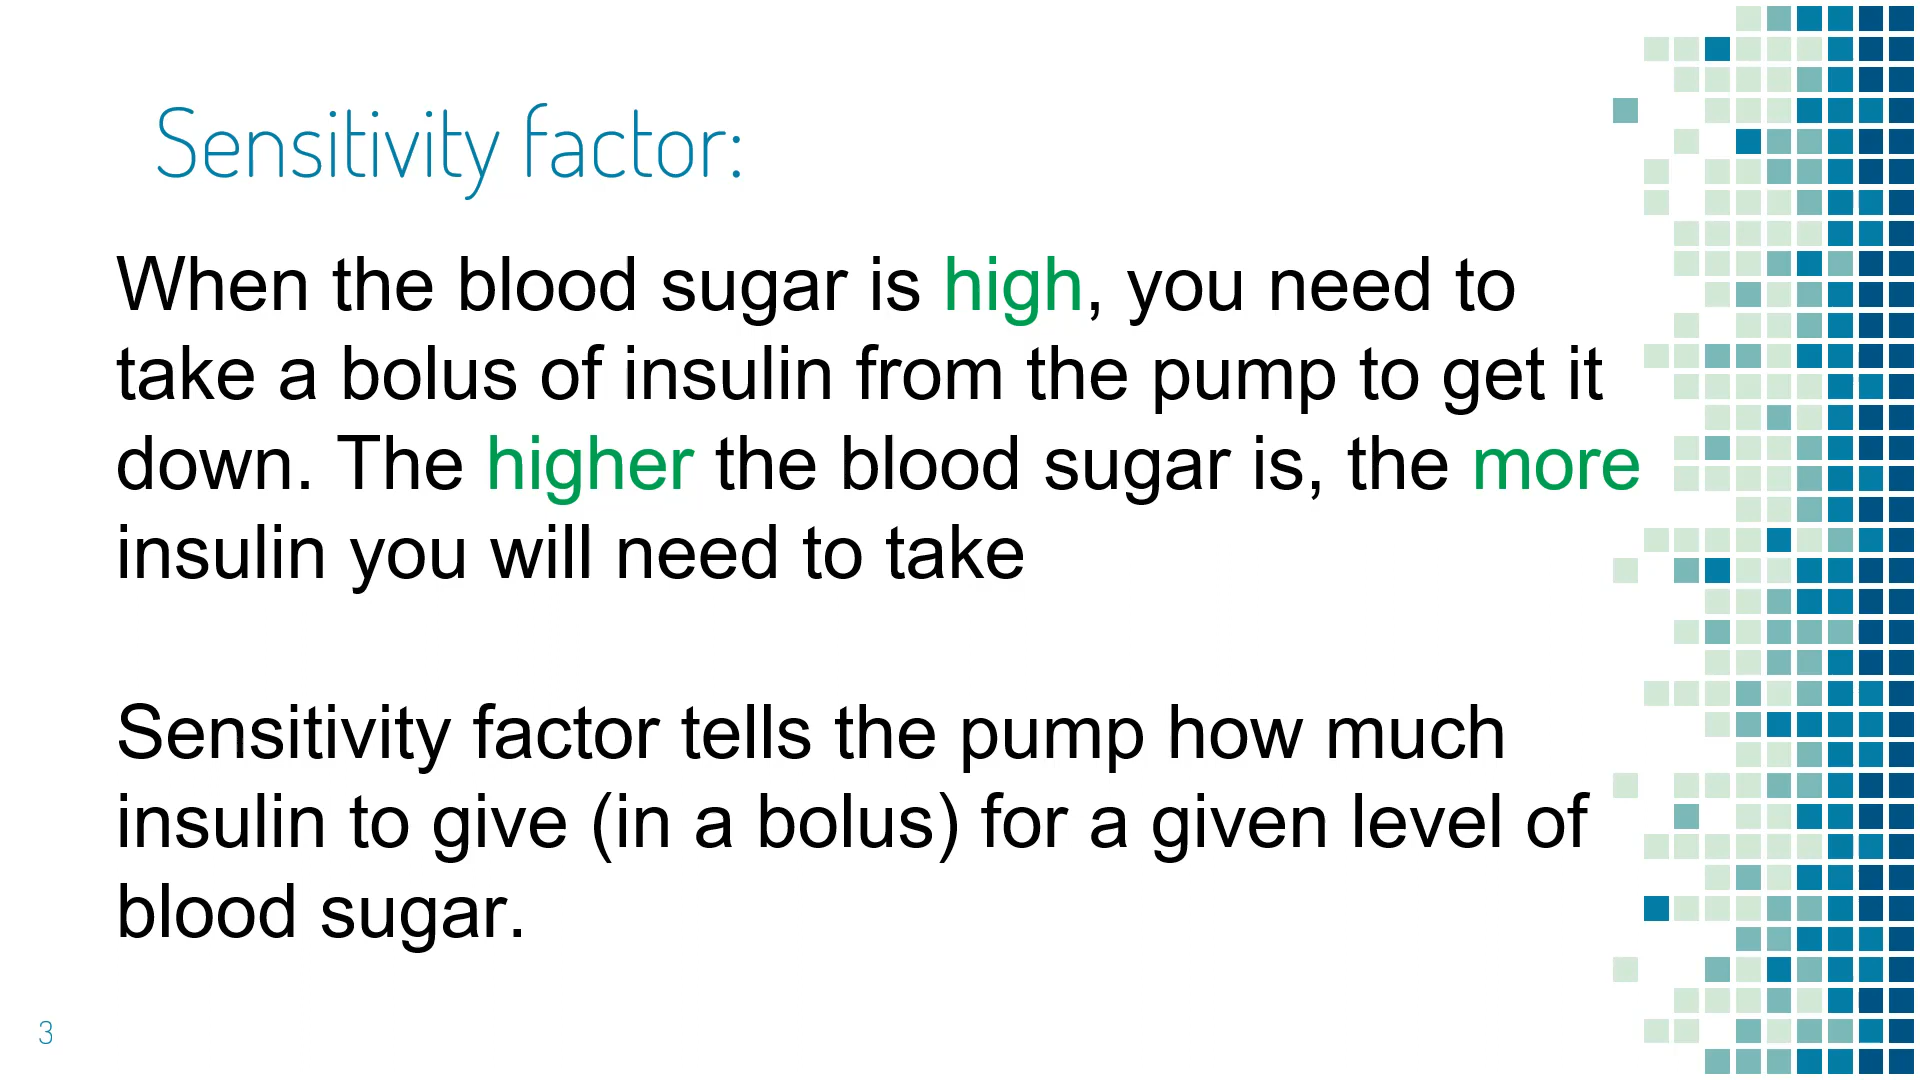 Sensitivity factor:
When the blood sugar is high, you need to
take a bolus of insulin from the pump to get it
down. The higher the blood sugar is, the more
insulin you will need to take
Sensitivity factor tells the pump how much
insulin to give (in a bolus) for a given level of
blood sugar.
3